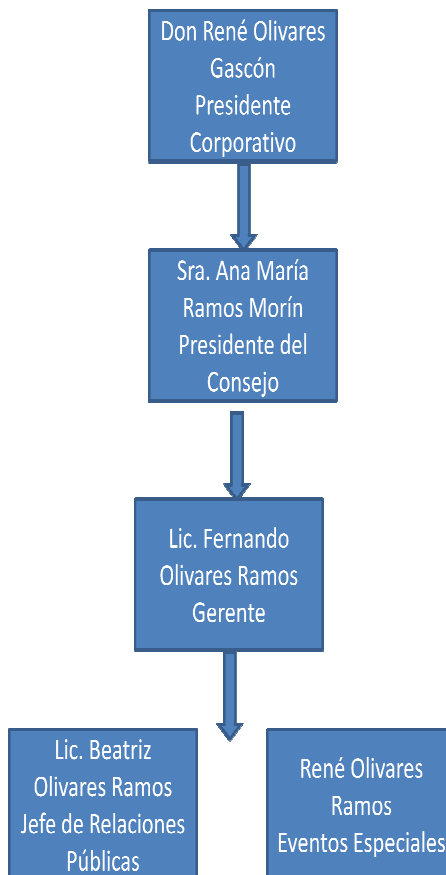 Don René Olivares
Gascón
Presidente
Corporativo
Sra. Ana María
Ramos Morín
Presidente del
Consejo
Lic. Fernando
Olivares Ramos
Gerente
Lic. Beatriz
Olivares Ramos
Jefe de Relaciones
Públicas
René Olivares
Ramos
Eventos Especiales